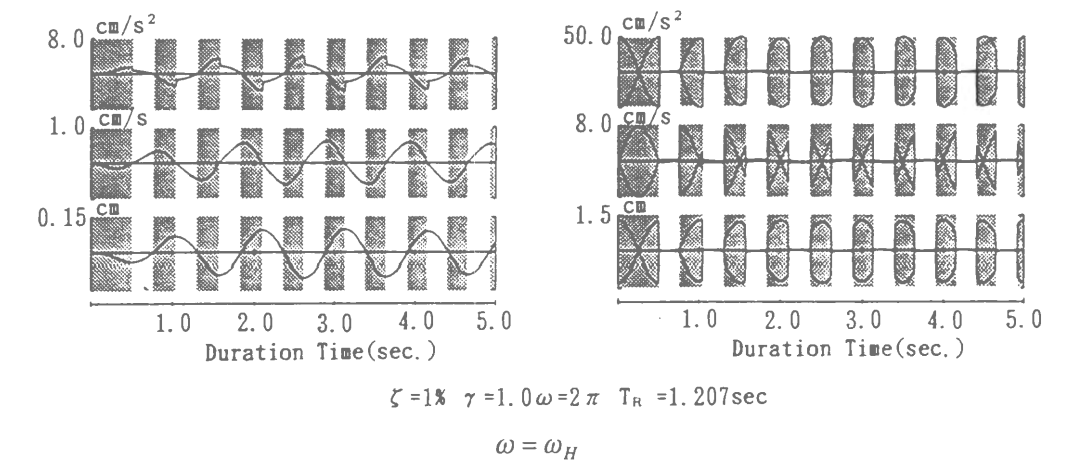 cm/s²
8.0
cm/s
1.0
cm
0.15
1.0 2.0 3.0 4.0 5.0
Duration Time(sec.)
cm/s²
50.0
cm/s
8.0
cm
1.5
1.0 2.0 3.0 4.0 5.0
Duration Time(sec.)
ζ=1% γ=1.0 ω=2π T_R =1.207sec
ω = ω_H